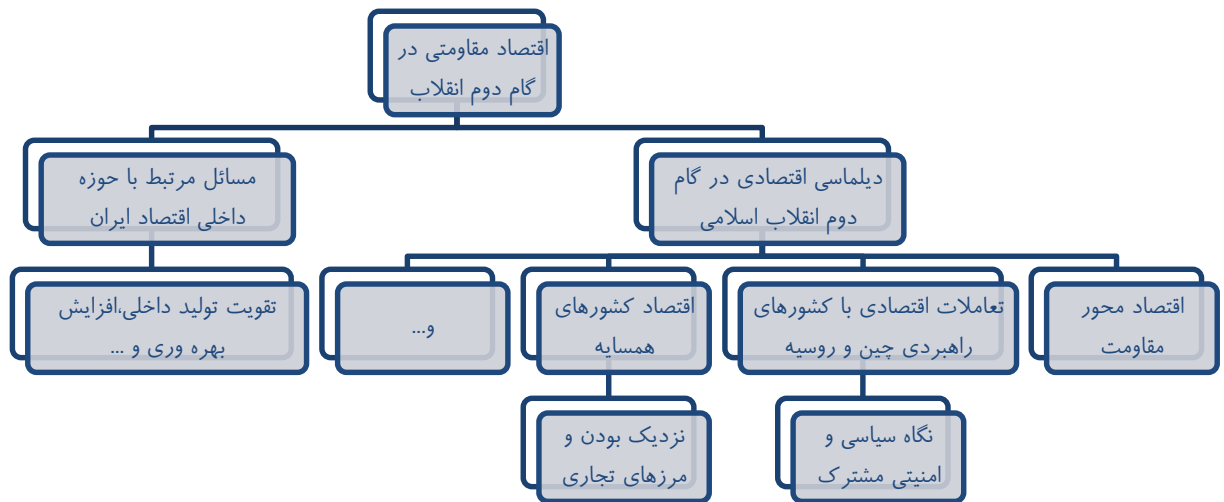 اقتصاد مقاومتی در
گام دوم انقلاب
دیلماسی اقتصادی در گام
دوم انقلاب اسلامی
مسائل مرتبط با حوزه
داخلی اقتصاد ایران
اقتصاد محور
مقاومت
تعاملات اقتصادی با کشورهای
راهبردی چین و روسیه
اقتصاد کشورهای
همسایه
و...
تقویت تولید داخلی،افزایش
بهره وری و ...
نگاه سیاسی و
امنیتی مشترک
نزدیک بودن و
مرزهای تجاری